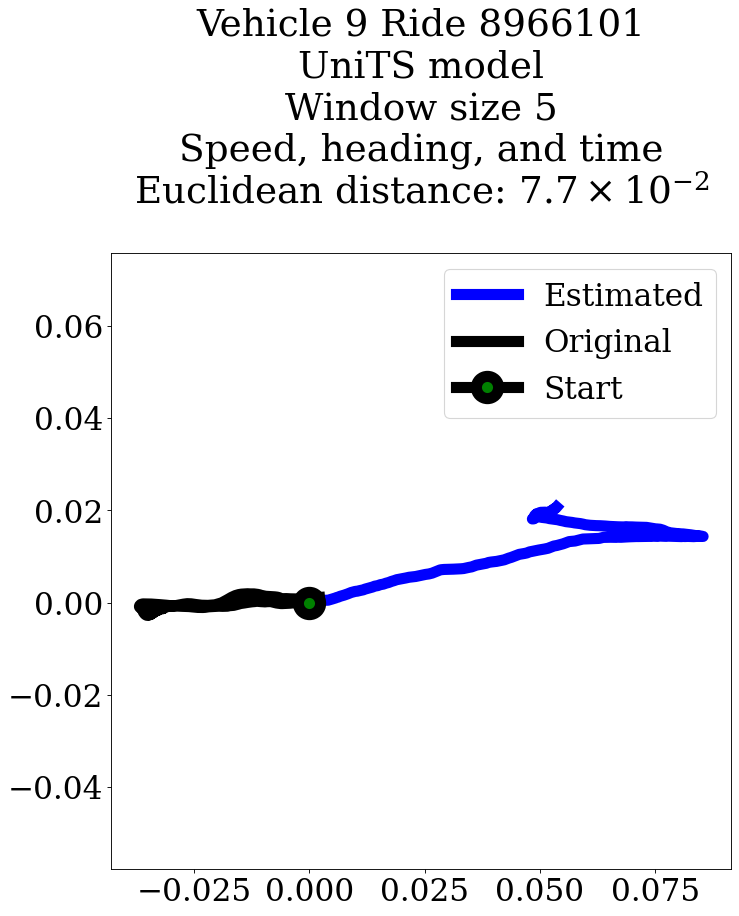 Vehicle 9 Ride 8966101
UniTS model
Window size 5
Speed, heading, and time
Euclidean distance: 7.7 × 10⁻²
Estimated
Original
Start
0.06
0.04
0.02
0.00
−0.02
−0.04
−0.025 0.000 0.025 0.050 0.075